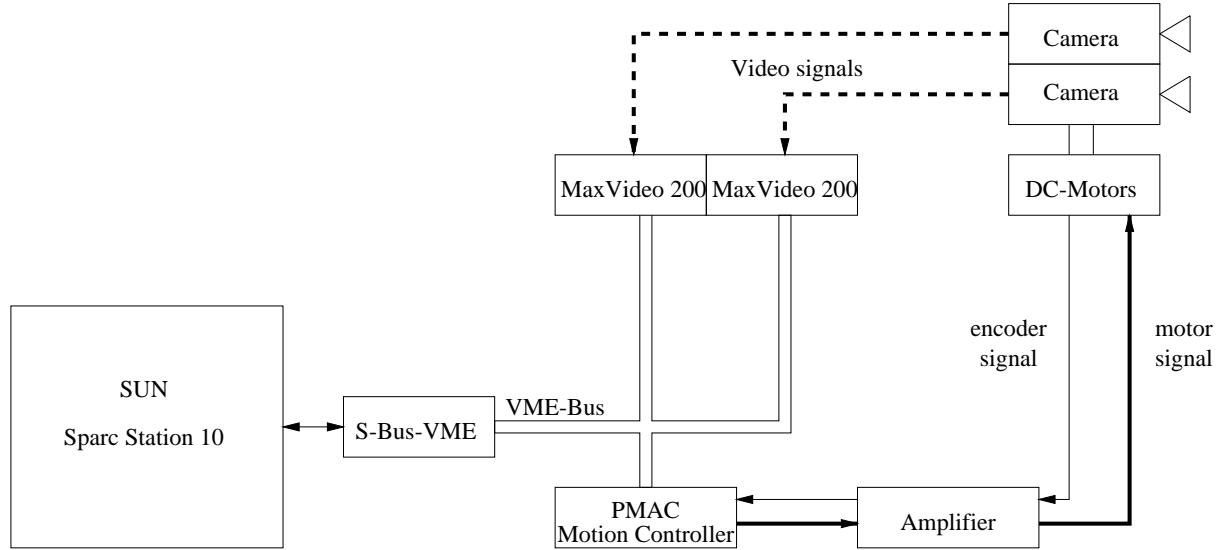 Camera
Video signals
Camera
MaxVideo 200
MaxVideo 200
DC-Motors
encoder
signal
motor
signal
SUN
Sparc Station 10
S-Bus-VME
VME-Bus
PMAC
Motion Controller
Amplifier